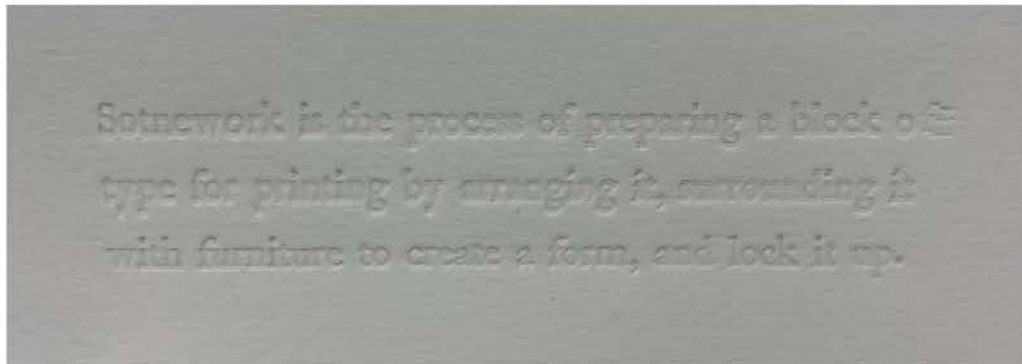 Sotnework is the process of preparing a block of
type for printing by arranging it, surrounding it
with furniture to create a form, and lock it up.